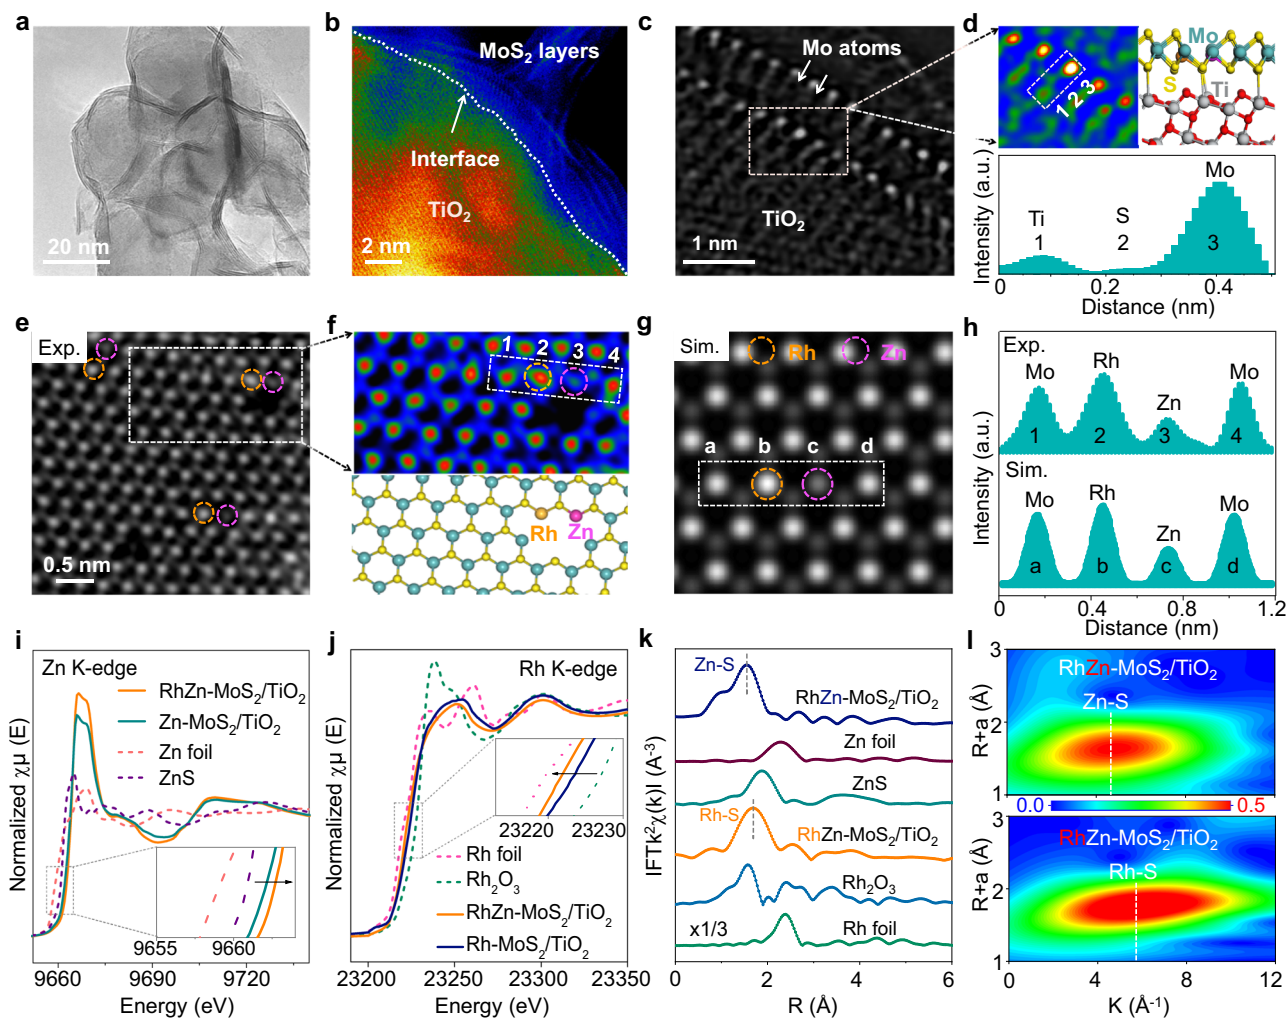 a
20 nm
b
MoS₂ layers
Interface
TiO₂
2 nm
c
Mo atoms
TiO₂
1 nm
d
1 2 3
Mo
S
Ti
Intensity (a.u.)
Ti
1
S
2
Mo
3
0 0.2 0.4
Distance (nm)
e
Exp.
0.5 nm
f
1 2 3 4
Rh Zn
g
Sim.
Rh Zn
a b c d
h
Intensity (a.u.)
Exp.
Mo Rh Zn Mo
1 2 3 4
Sim.
Mo Rh Zn Mo
a b c d
0 0.4 0.8 1.2
Distance (nm)
i
Zn K-edge
RhZn-MoS₂/TiO₂
Zn-MoS₂/TiO₂
Zn foil
ZnS
Normalized χμ (E)
9655 9660
9660 9690 9720
Energy (eV)
j
Rh K-edge
Normalized χμ (E)
23220 23230
Rh foil
Rh₂O₃
RhZn-MoS₂/TiO₂
Rh-MoS₂/TiO₂
23200 23250 23300 23350
Energy (eV)
k
IFTk²χ(k)I (A⁻³)
Zn-S
RhZn-MoS₂/TiO₂
Zn foil
ZnS
Rh-S
RhZn-MoS₂/TiO₂
Rh₂O₃
x1/3
Rh foil
0 2 4 6
R (Å)
l
R+a (Å)
3
2
1
RhZn-MoS₂/TiO₂
Zn-S
0.0 0.5
R+a (Å)
3
2
1
RhZn-MoS₂/TiO₂
Rh-S
0 4 8 12
K (Å⁻¹)